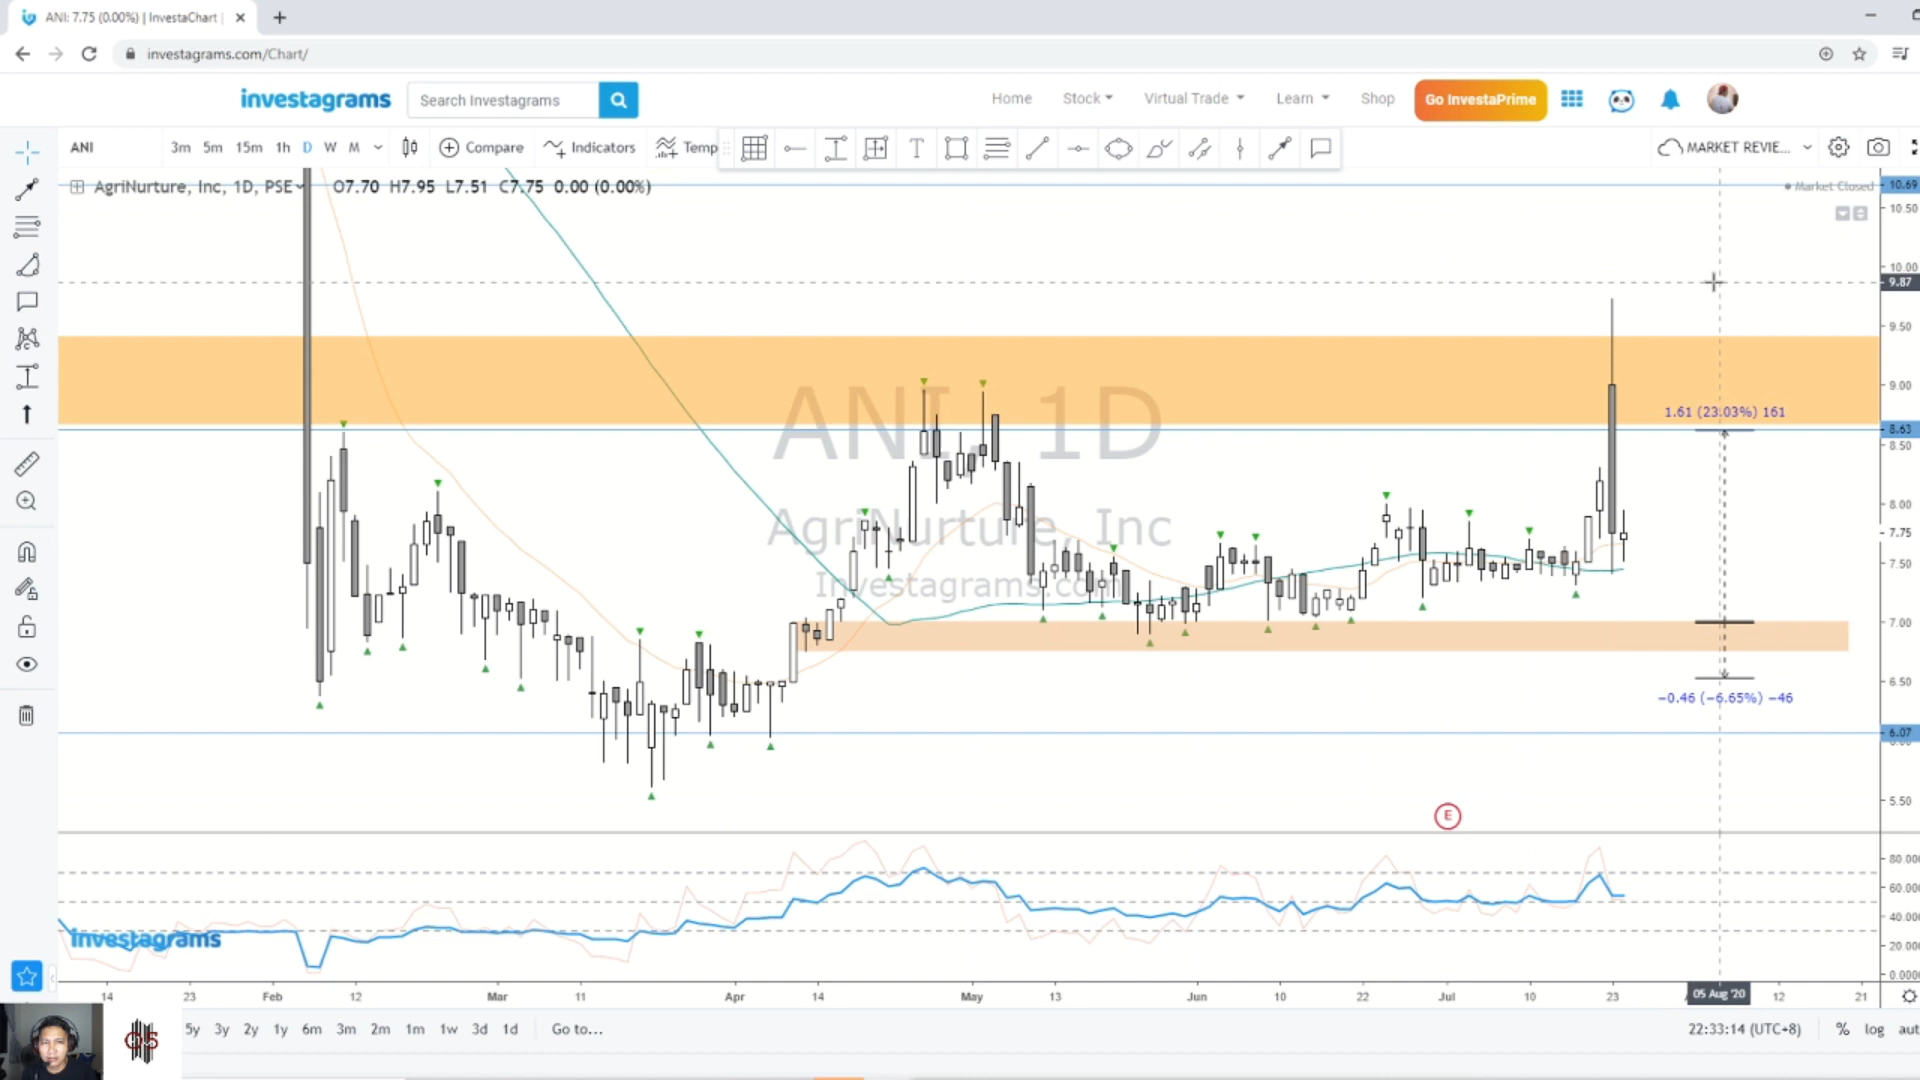 ANI: 7.75 (0.00%) | InvestaChart
investagrams.com/Chart/
investagrams
Search Investagrams
Home
Stock
Virtual Trade
Learn
Shop
Go InvestaPrime
ANI
3m 5m 15m 1h D W M
Compare
Indicators
Temp
MARKET REVIE...
AgriNurture, Inc, 1D, PSE
O7.70 H7.95 L7.51 C7.75 0.00 (0.00%)
Market Closed
10.69
10.50
10.00
9.87
9.50
9.00
8.63
8.50
8.00
7.75
7.50
7.00
6.50
6.07
5.50
ANI, 1D
AgriNurture, Inc
Investagrams.com
1.61 (23.03%) 161
−0.46 (−6.65%) −46
E
80.000
60.000
40.000
20.000
0.0000
investagrams
14 23 Feb 12 Mar 11 Apr 14 May 13 Jun 10 22 Jul 10 23 05 Aug '20 12 21
5y 3y 2y 1y 6m 3m 2m 1m 1w 3d 1d Go to...
22:33:14 (UTC+8) % log aut